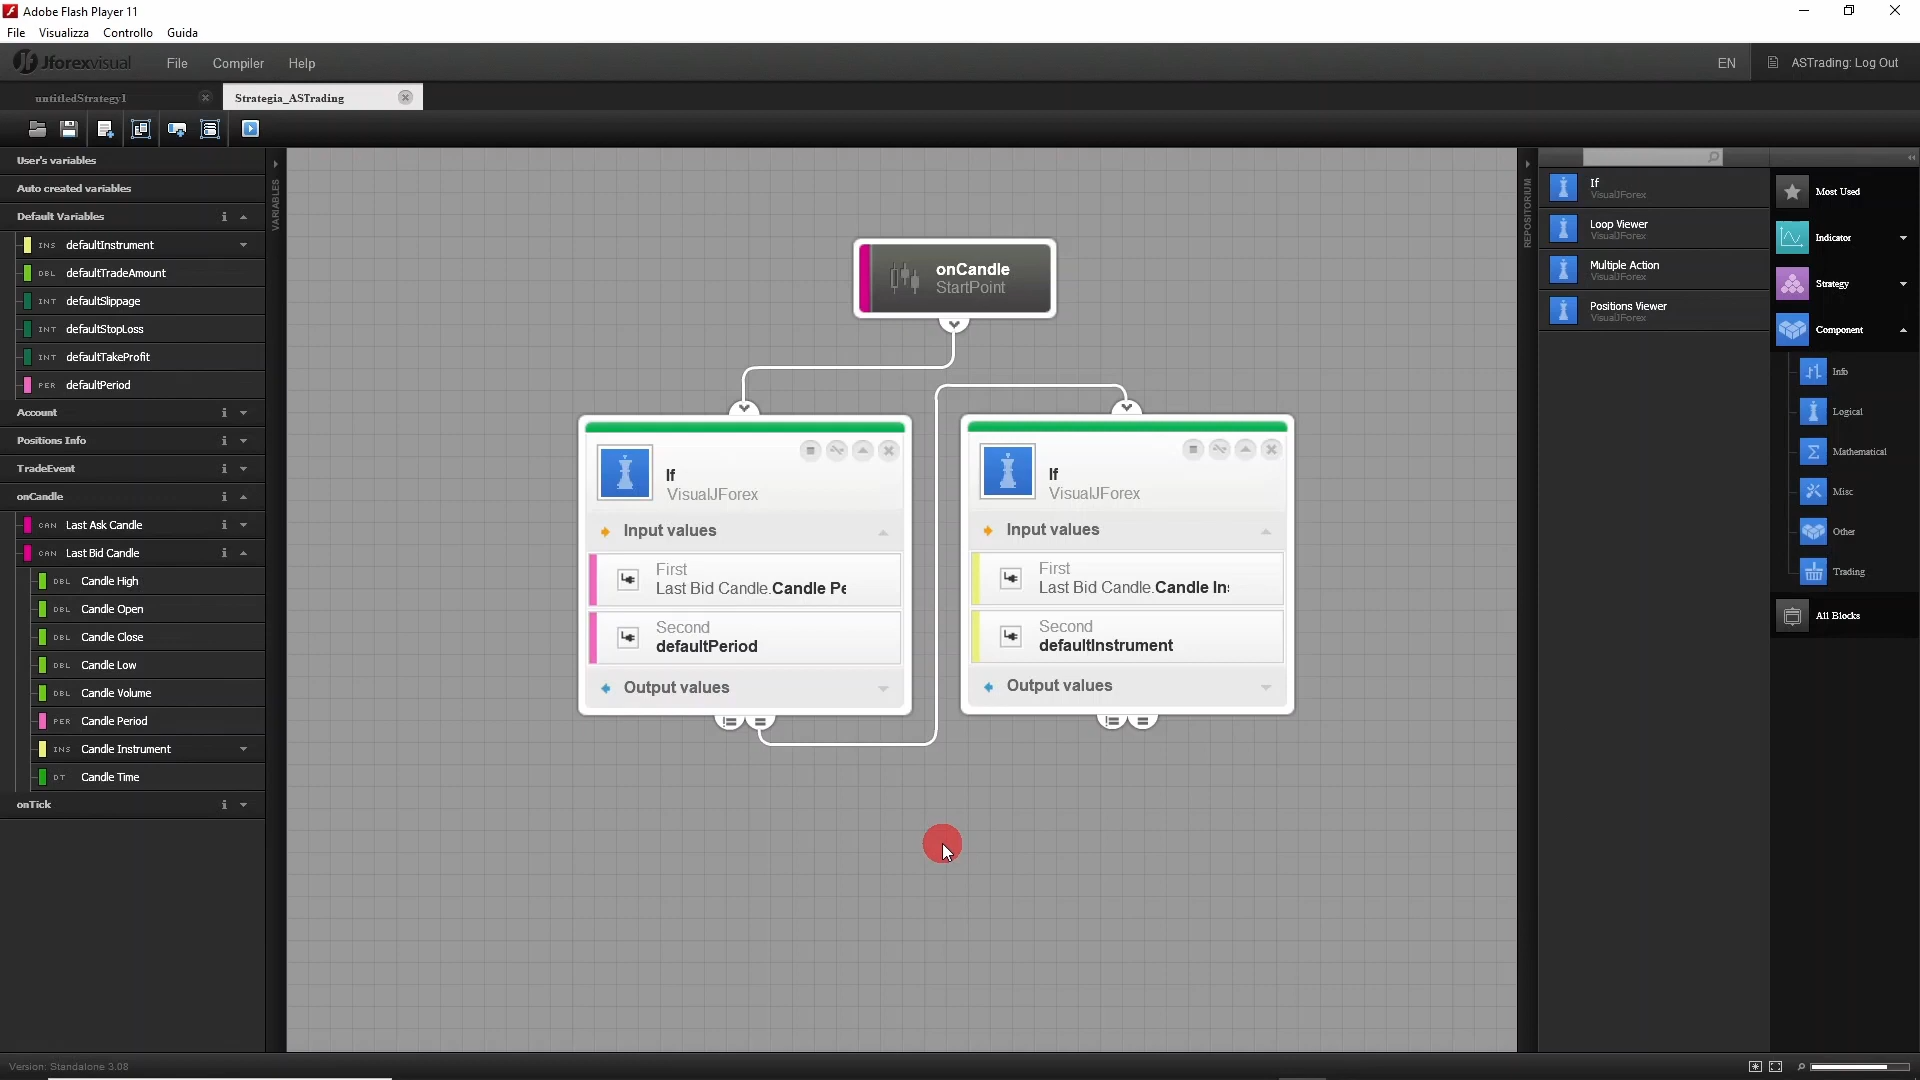 Adobe Flash Player 11
File Visualizza Controllo Guida
Jforexvisual File Compiler Help EN ASTrading: Log Out
untitledStrategy1 Strategia_ASTrading
User's variables
Auto created variables
Default Variables
INS defaultInstrument
DBL defaultTradeAmount
INT defaultSlippage
INT defaultStopLoss
INT defaultTakeProfit
PER defaultPeriod
Account
Positions Info
TradeEvent
onCandle
CAN Last Ask Candle
CAN Last Bid Candle
DBL Candle High
DBL Candle Open
DBL Candle Close
DBL Candle Low
DBL Candle Volume
PER Candle Period
INS Candle Instrument
DT Candle Time
onTick
VARIABLES
onCandle
StartPoint
If
VisualJForex
Input values
First
Last Bid Candle.Candle Pe
Second
defaultPeriod
Output values
If
VisualJForex
Input values
First
Last Bid Candle.Candle Ins
Second
defaultInstrument
Output values
REPOSITORIUM
If
VisualJForex
Loop Viewer
VisualJForex
Multiple Action
VisualJForex
Positions Viewer
VisualJForex
Most Used
Indicator
Strategy
Component
Info
Logical
Mathematical
Misc
Other
Trading
All Blocks
Version: Standalone 3.08